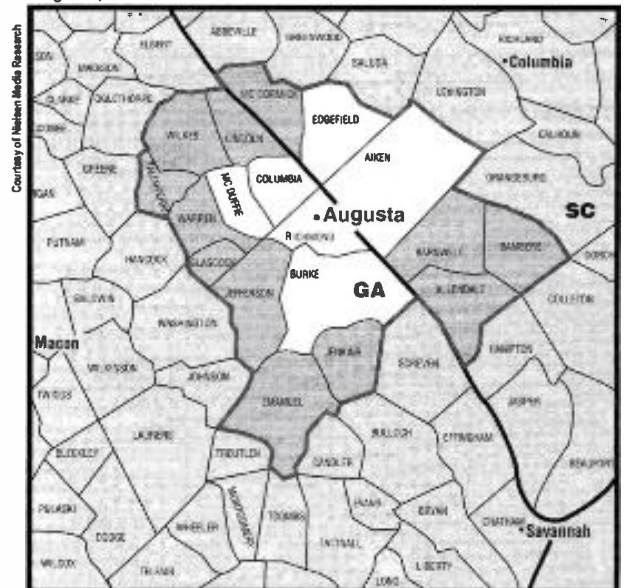 Courtesy of Nielsen Media Research
ELBERT
ABBEVILLE
GREENWOOD
RICHLAND
Columbia
MADISON
SALUDA
LEXINGTON
MC CORMICK
EDGEFIELD
CLARKE
OGLETHORPE
WILKES
LINCOLN
CALHOUN
AIKEN
GREENE
COLUMBIA
MC DUFFIE
ORANGEBURG
SC
Augusta
WARREN
RICHMOND
PUTNAM
HANCOCK
GLASCOCK
BURKE
GA
BARNWELL
BAMBERG
JEFFERSON
ALLENDALE
COLLETON
BALDWIN
WASHINGTON
Macon
WILKINSON
JENKINS
SCREVEN
HAMPTON
JOHNSON
EMANUEL
JASPER
TWIGGS
LAURENS
BULLOCH
EFFINGHAM
BLECKLEY
TREUTLEN
CANDLER
BEAUFORT
PULASKI
MONTGOMERY
TOOMBS
EVANS
BRYAN
DODGE
WHEELER
TATTNALL
CHATHAM
Savannah
WILCOX
TELFAIR
LONG
LIBERTY